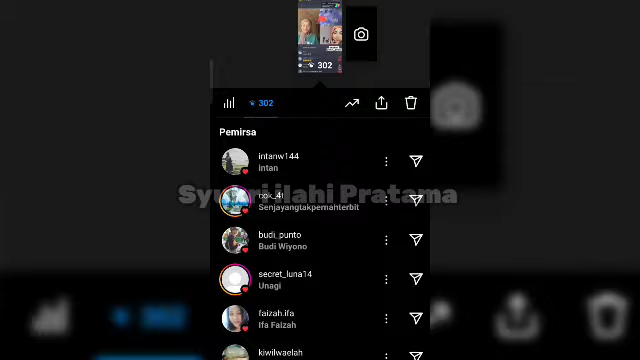 302
302
Pemirsa
intanw144
intan
Senjayangtakpernahterbit
Syukri ilahi Pratama
budi_punto
Budi Wiyono
secret_luna14
Unagi
faizah.ifa
Ifa Faizah
kiwilwaelah
302